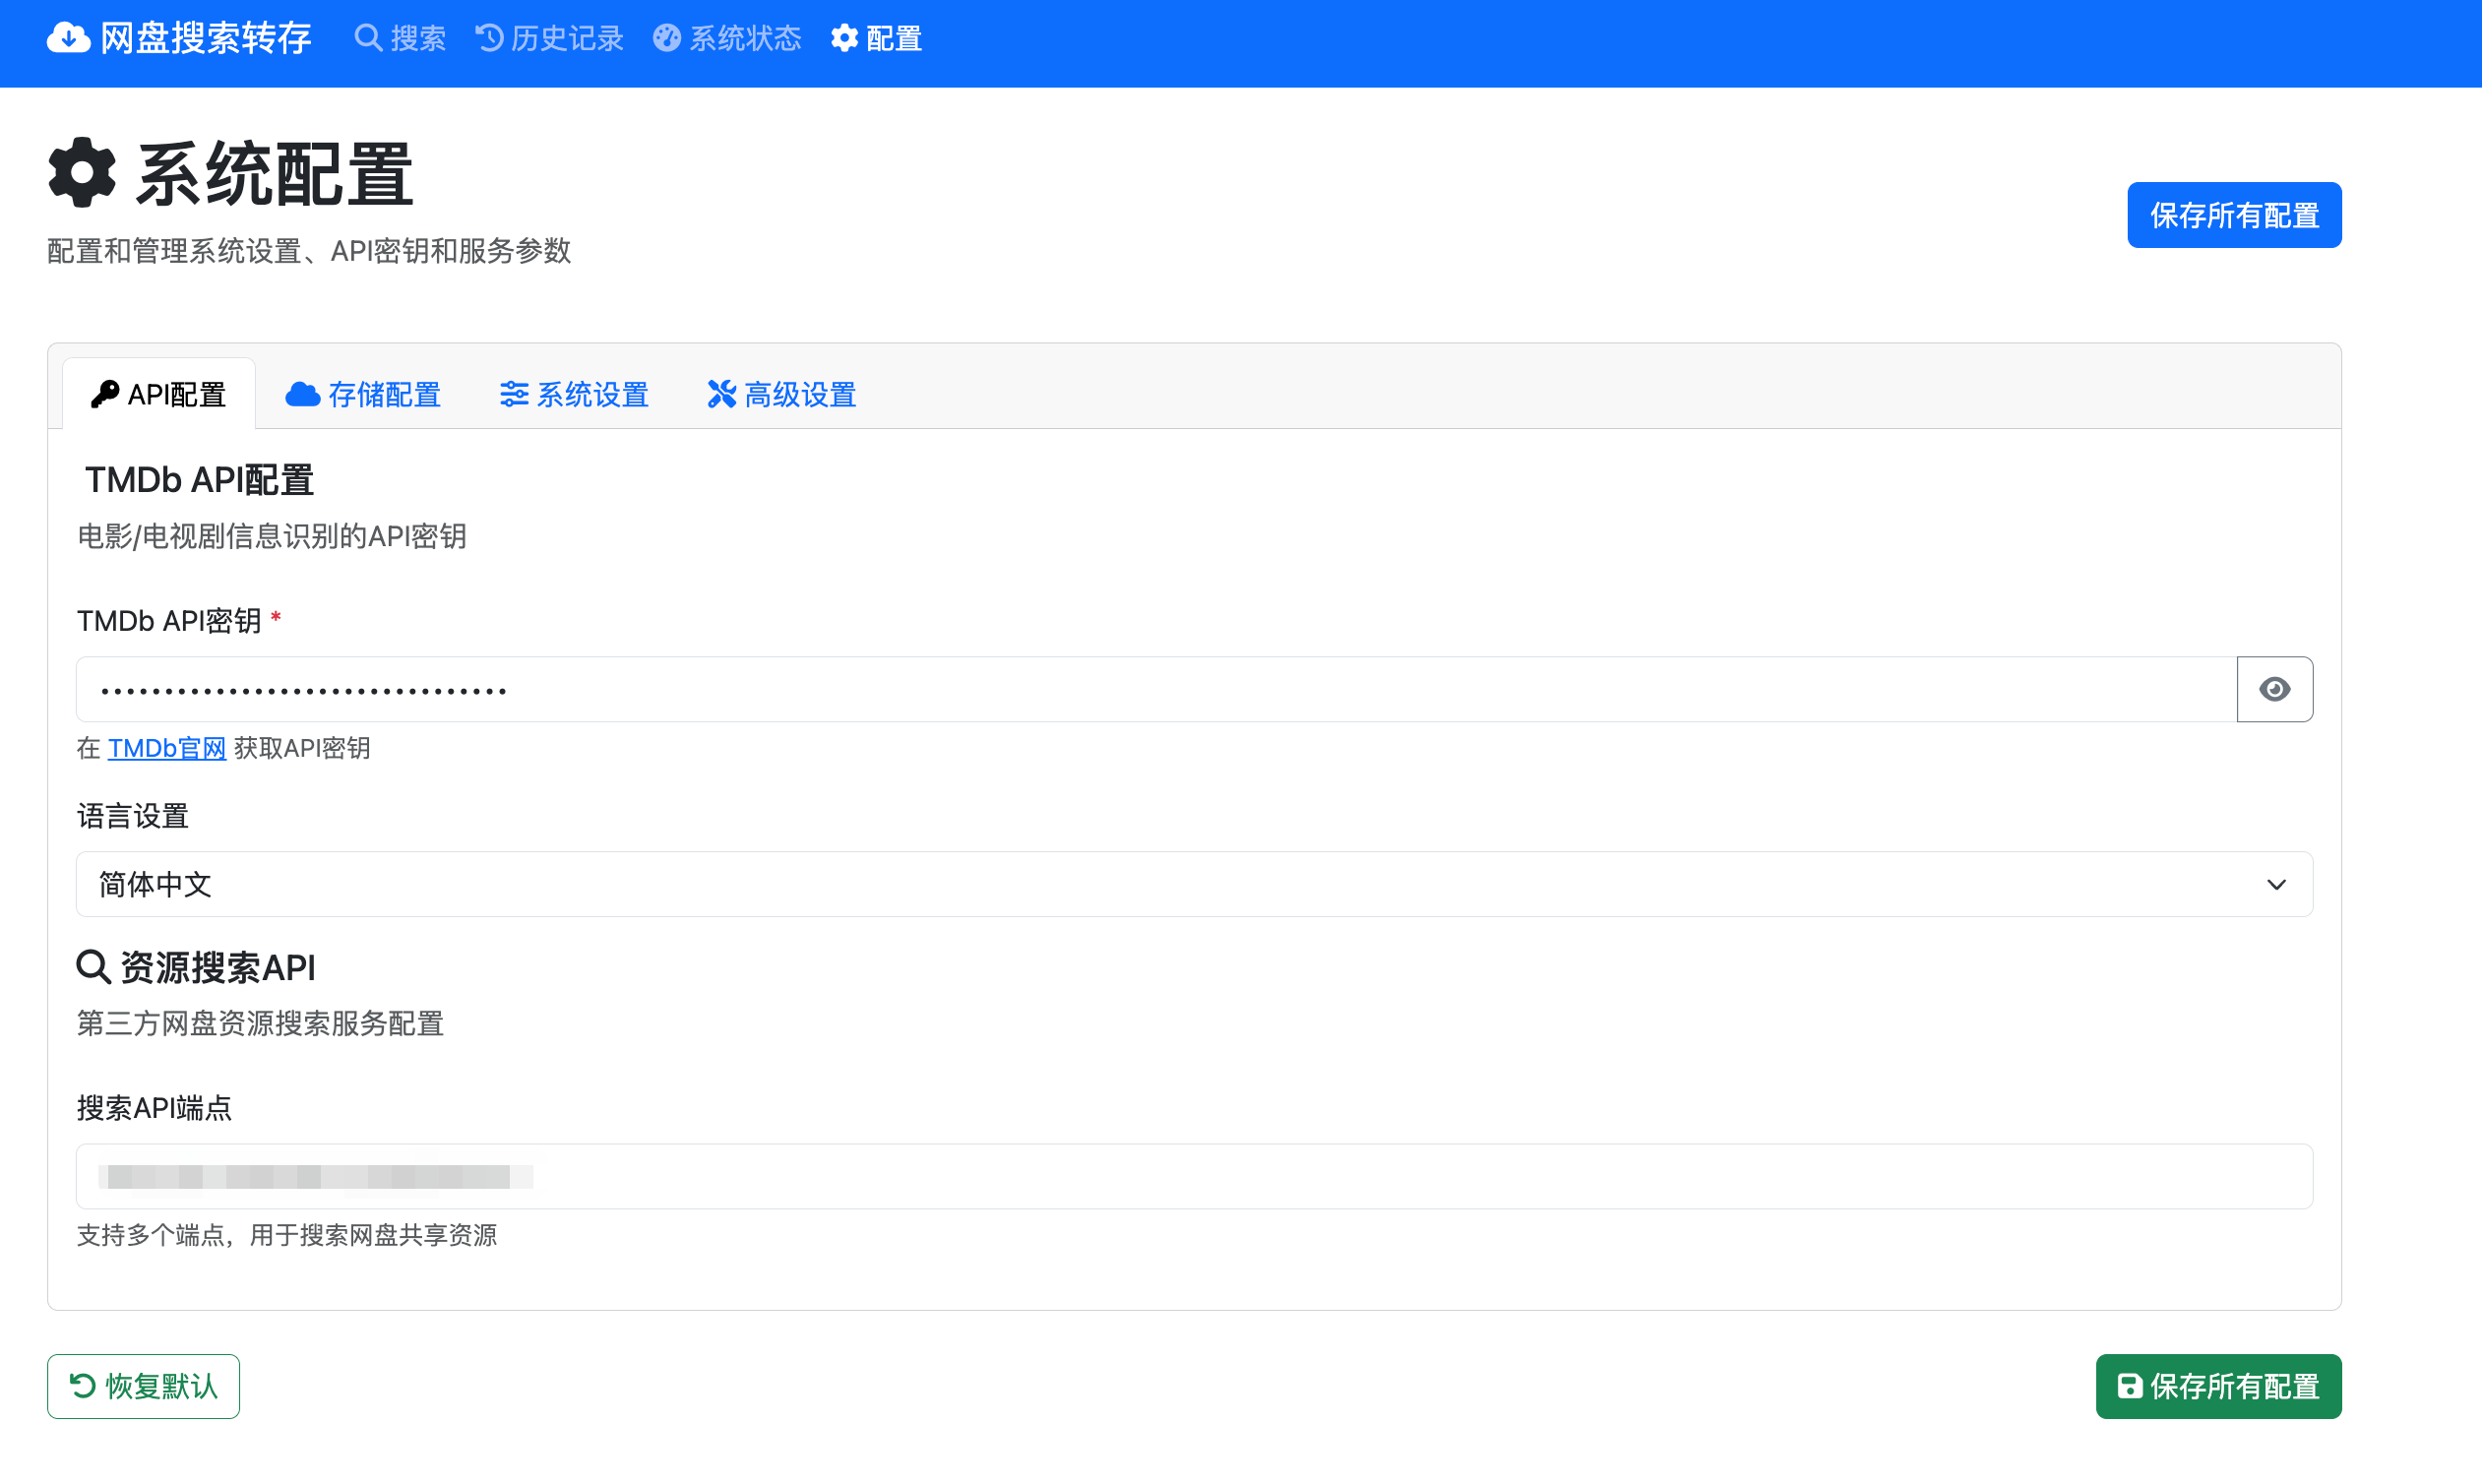 网盘搜索转存 搜索 历史记录 系统状态 配置
系统配置
配置和管理系统设置、API密钥和服务参数
保存所有配置
API配置 存储配置 系统设置 高级设置
TMDb API配置
电影/电视剧信息识别的API密钥
TMDb API密钥 *
••••••••••••••••••••••••••••••••
在 TMDb官网 获取API密钥
语言设置
简体中文
资源搜索API
第三方网盘资源搜索服务配置
搜索API端点
支持多个端点，用于搜索网盘共享资源
恢复默认 保存所有配置